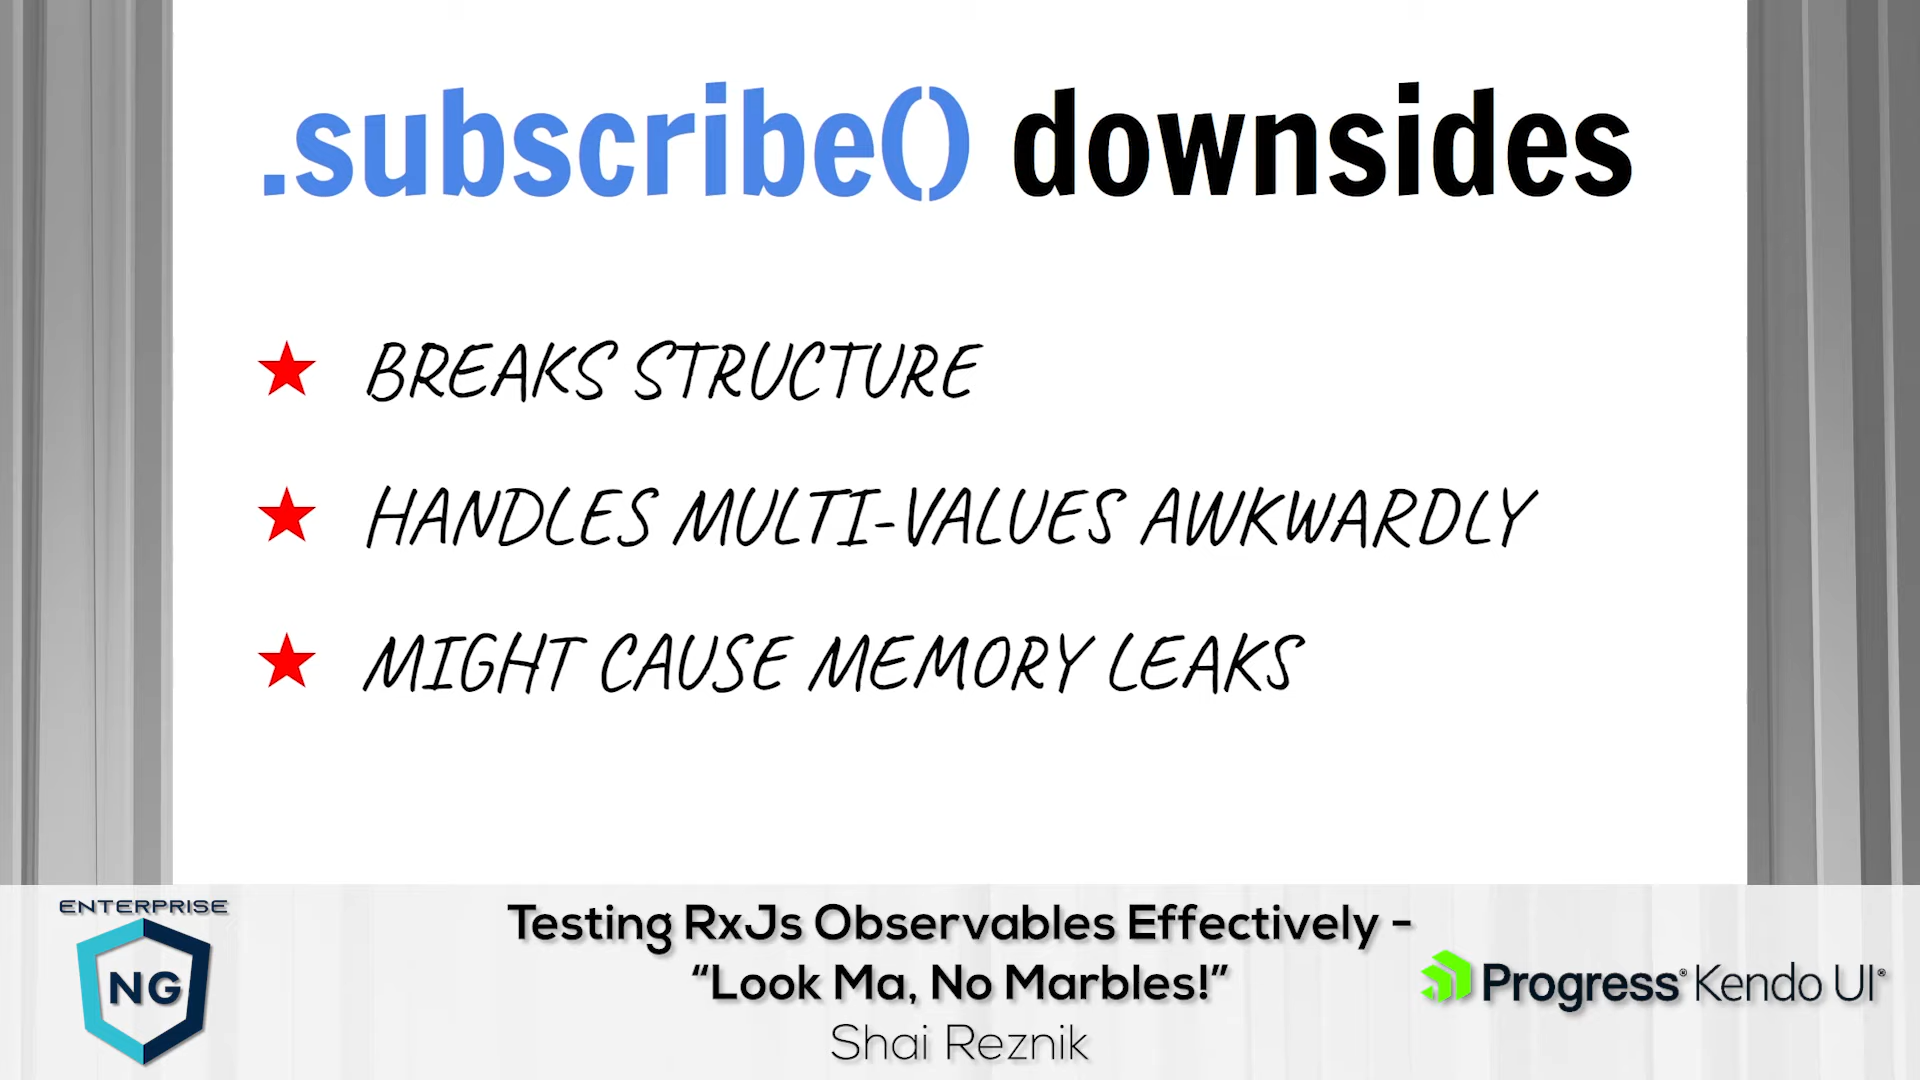 .subscribe() downsides
BREAKS STRUCTURE
HANDLES MULTI-VALUES AWKWARDLY
MIGHT CAUSE MEMORY LEAKS
ENTERPRISE
NG
Testing RxJs Observables Effectively -
“Look Ma, No Marbles!”
Shai Reznik
Progress® Kendo UI®